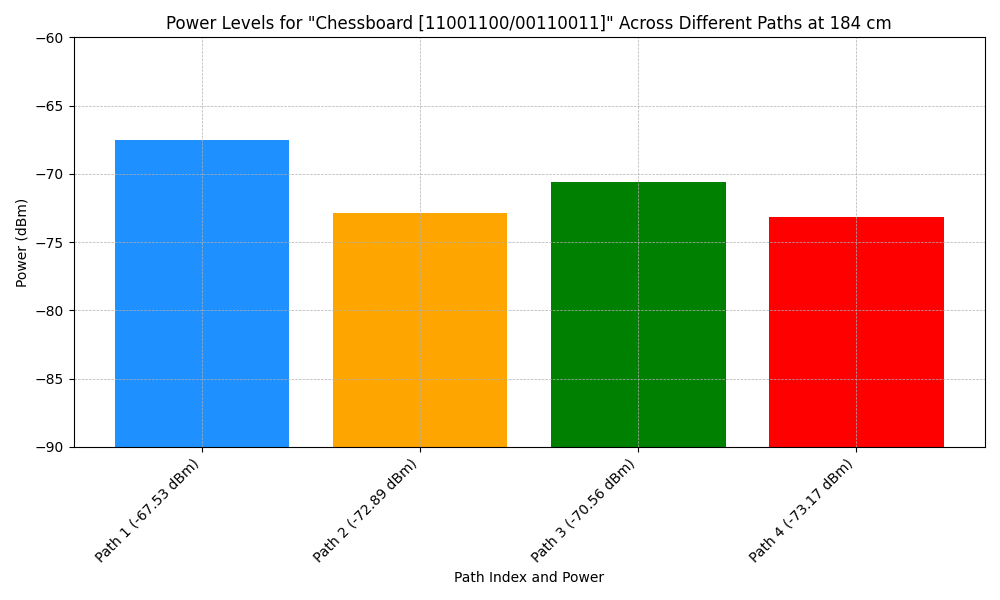 Power Levels for "Chessboard [11001100/00110011]" Across Different Paths at 184 cm
Power (dBm)
−60
−65
−70
−75
−80
−85
−90
Path 1 (-67.53 dBm)
Path 2 (-72.89 dBm)
Path 3 (-70.56 dBm)
Path 4 (-73.17 dBm)
Path Index and Power